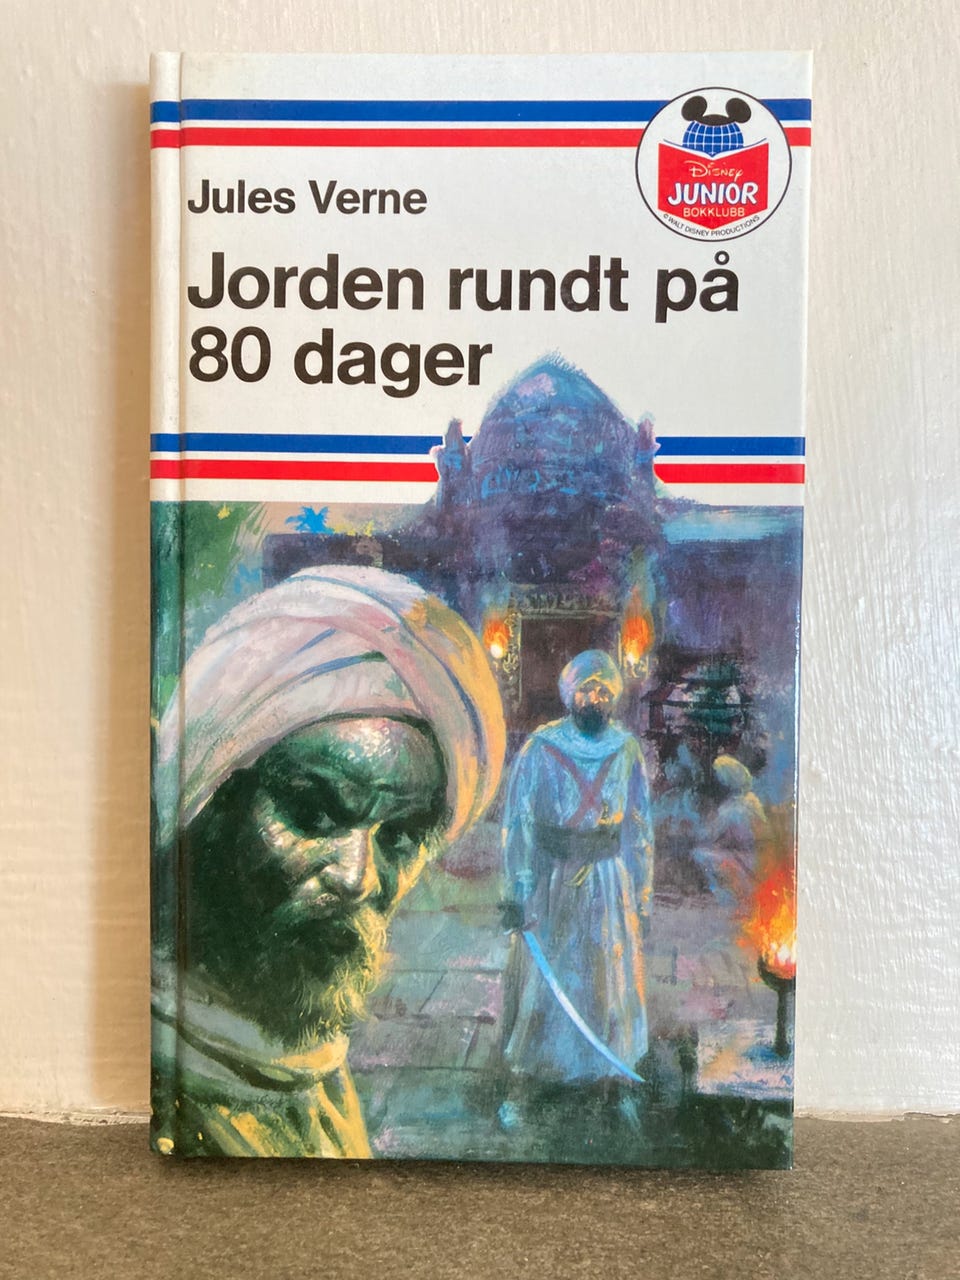 Disney
JUNIOR
BOKKLUBB
© WALT DISNEY PRODUCTIONS
Jules Verne
Jorden rundt på
80 dager